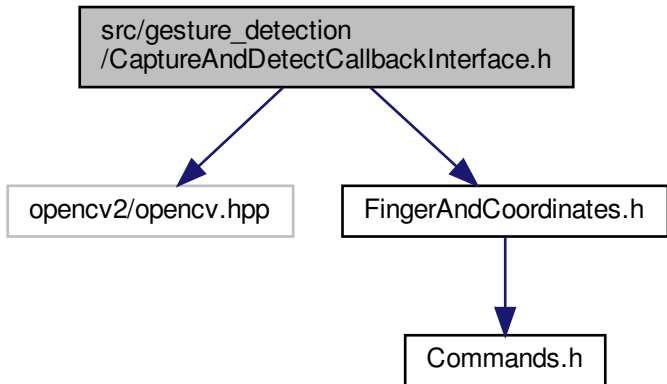 src/gesture_detection
/CaptureAndDetectCallbackInterface.h
opencv2/opencv.hpp
FingerAndCoordinates.h
Commands.h